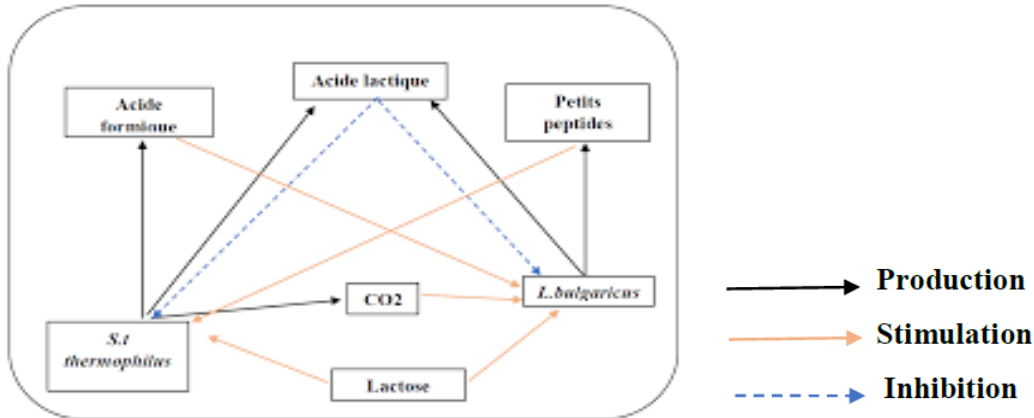 Acide lactique
Acide
formique
Petits
peptides
L.bulgaricus
CO2
S.t
thermophilus
Lactose
Production
Stimulation
Inhibition